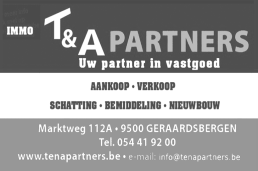 IMMO T&A PARTNERS
Uw partner in vastgoed
AANKOOP • VERKOOP
SCHATTING • BEMIDDELING • NIEUWBOUW
Marktweg 112A • 9500 GERAARDSBERGEN
Tel. 054 41 92 00
www.tenapartners.be • e-mail: info@tenapartners.be